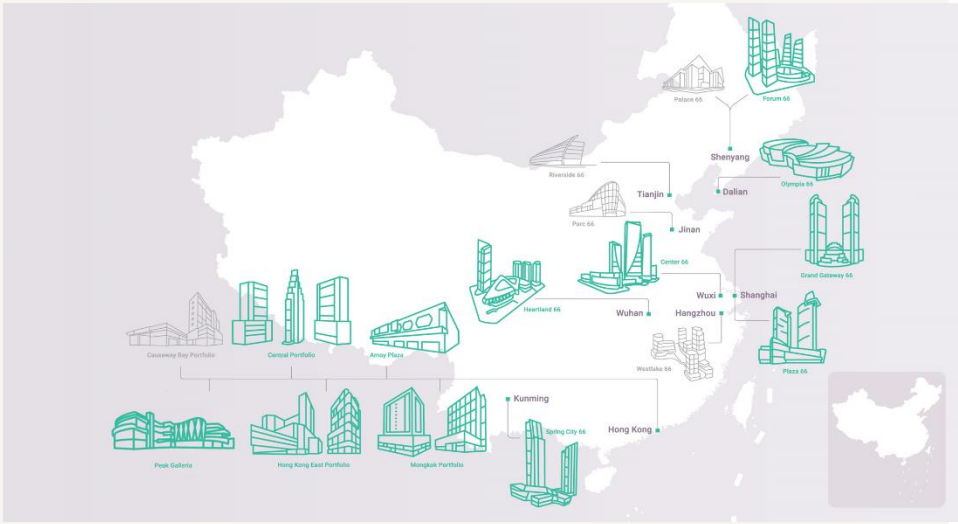 Palace 66
Forum 66
Shenyang
Riverside 66
Tianjin
Dalian
Olympia 66
Parc 66
Jinan
Center 66
Grand Gateway 66
Wuxi
Shanghai
Heartland 66
Wuhan
Hangzhou
Causeway Bay Portfolio
Central Portfolio
Amoy Plaza
Westlake 66
Plaza 66
Kunming
Spring City 66
Hong Kong
Peak Galleria
Hong Kong East Portfolio
Mongkok Portfolio